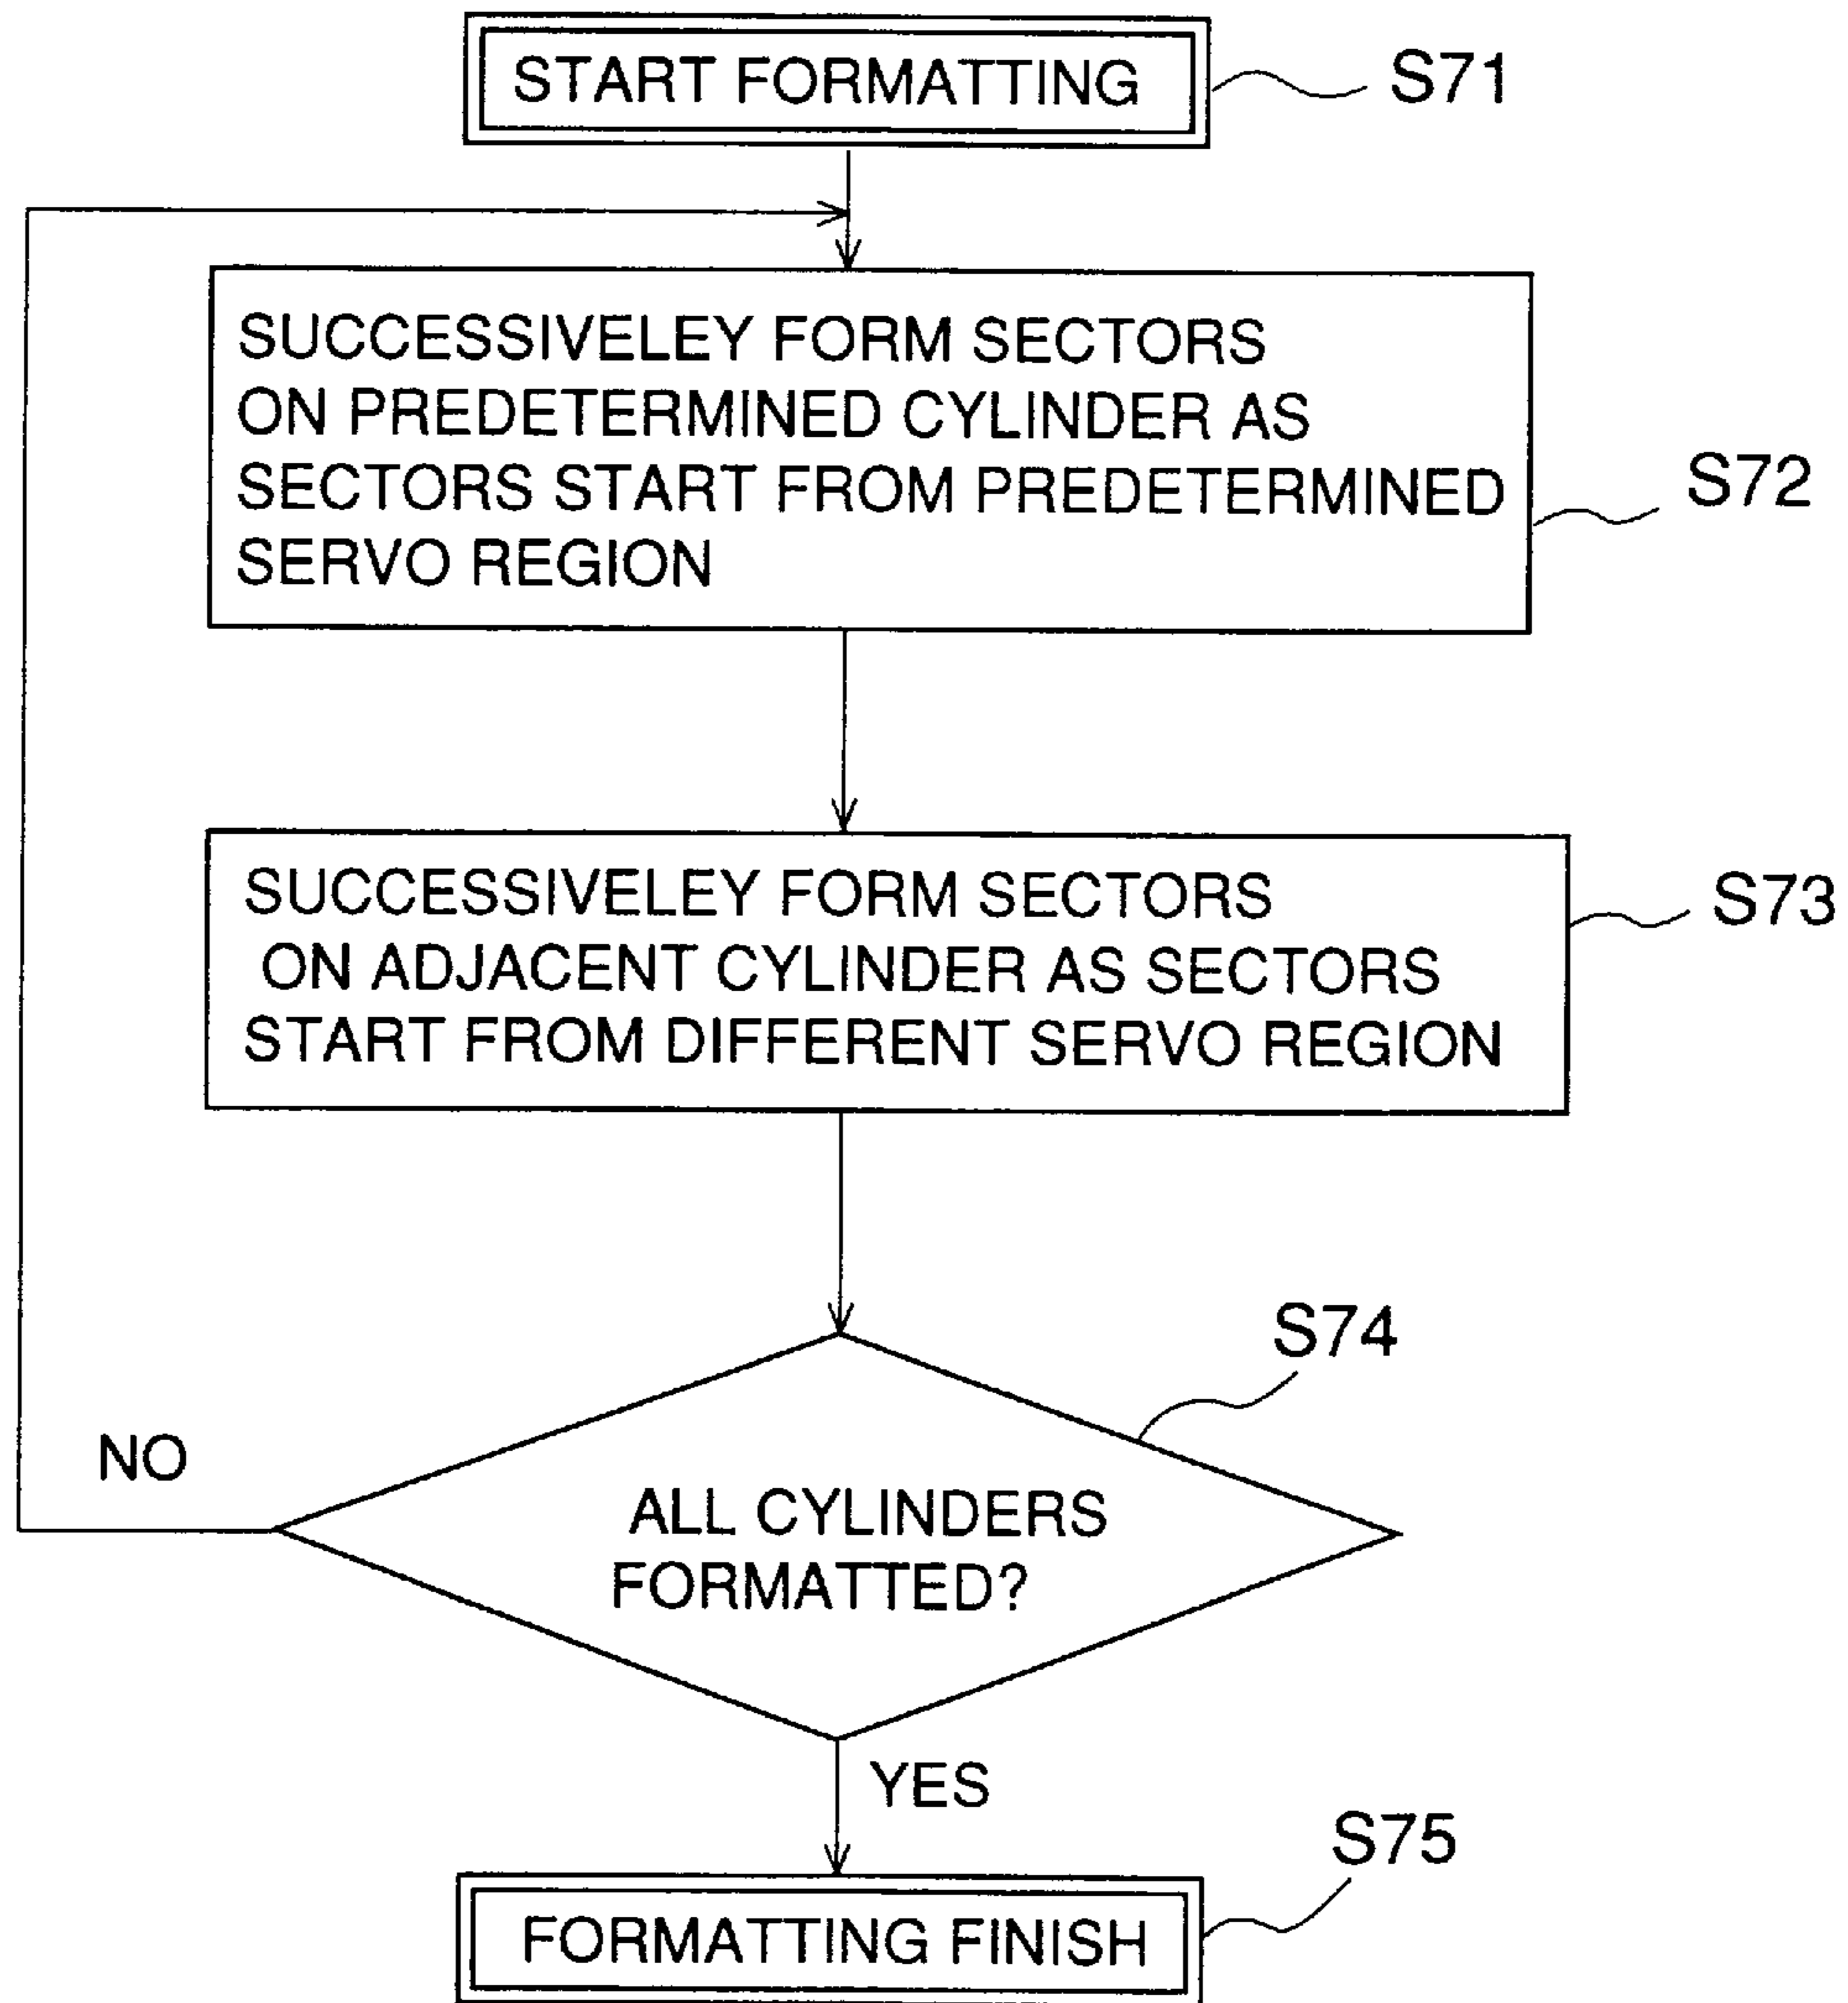 START FORMATTING
S71
SUCCESSIVELEY FORM SECTORS
ON PREDETERMINED CYLINDER AS
SECTORS START FROM PREDETERMINED
SERVO REGION
S72
SUCCESSIVELEY FORM SECTORS
ON ADJACENT CYLINDER AS SECTORS
START FROM DIFFERENT SERVO REGION
S73
S74
NO
ALL CYLINDERS
FORMATTED?
YES
S75
FORMATTING FINISH